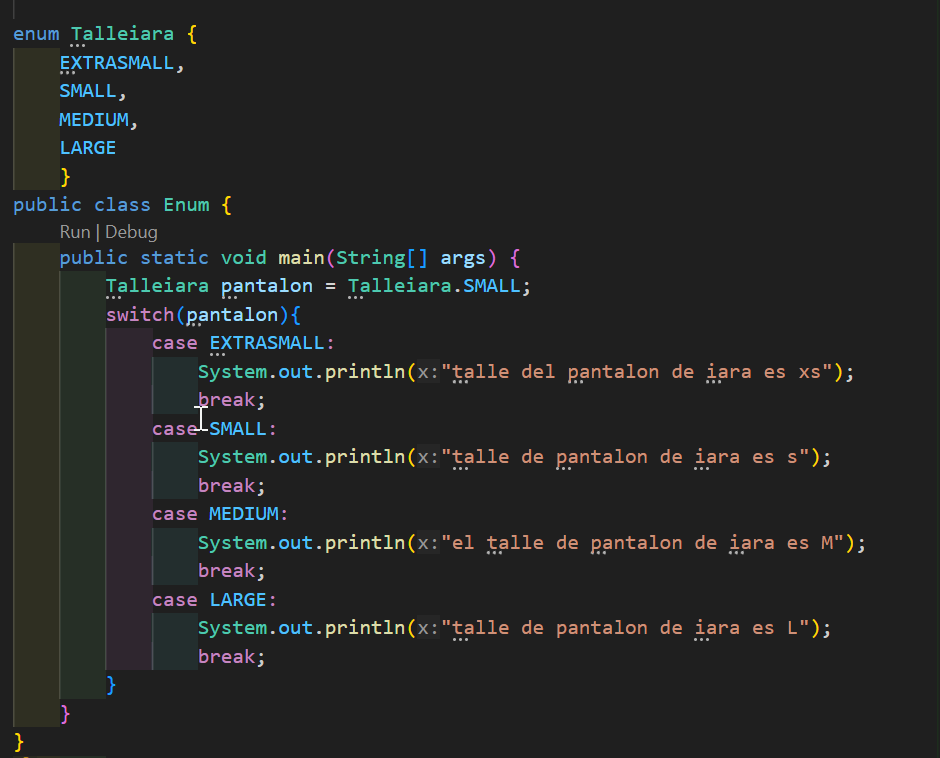 enum Talleiara {
    EXTRASMALL,
    SMALL,
    MEDIUM,
    LARGE
    }
public class Enum {
    Run | Debug
    public static void main(String[] args) {
        Talleiara pantalon = Talleiara.SMALL;
        switch(pantalon){
            case EXTRASMALL:
                System.out.println(x:"talle del pantalon de iara es xs");
                break;
            case SMALL:
                System.out.println(x:"talle de pantalon de iara es s");
                break;
            case MEDIUM:
                System.out.println(x:"el talle de pantalon de iara es M");
                break;
            case LARGE:
                System.out.println(x:"talle de pantalon de iara es L");
                break;
        }
    }
}